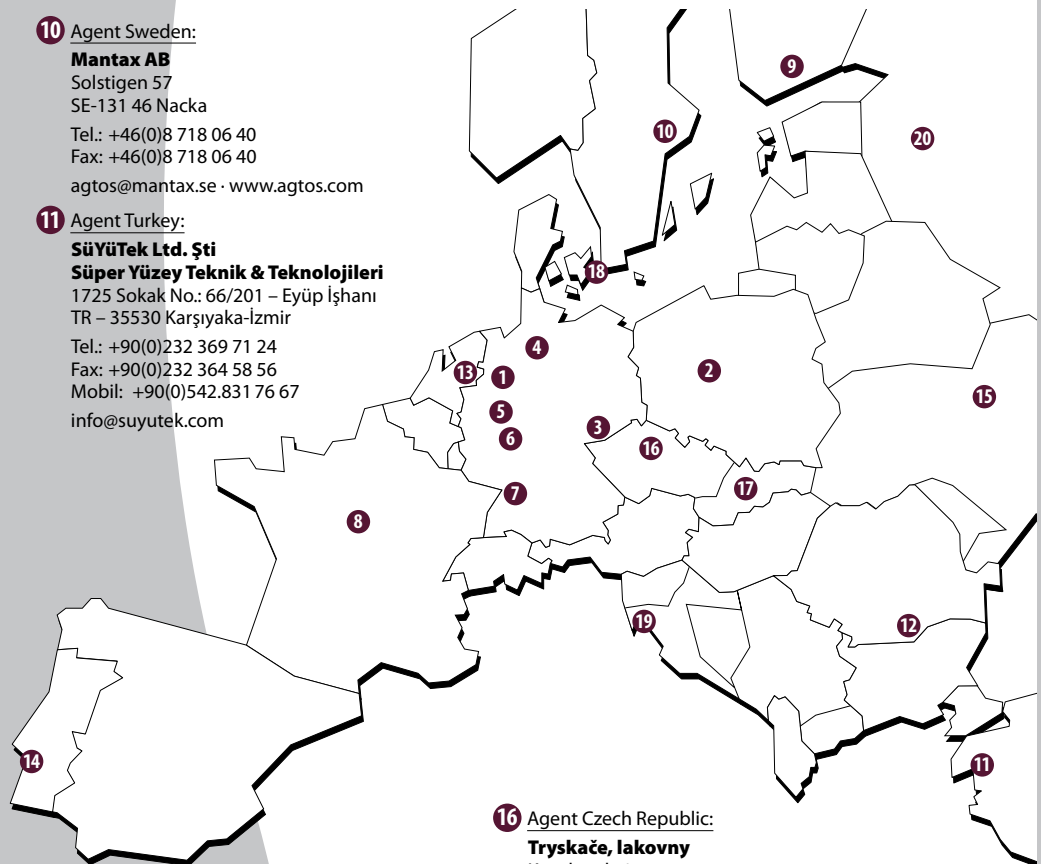 10 Agent Sweden:
Mantax AB
Solstigen 57
SE-131 46 Nacka
Tel.: +46(0)8 718 06 40
Fax: +46(0)8 718 06 40
agtos@mantax.se · www.agtos.com
11 Agent Turkey:
SüYüTek Ltd. Şti
Süper Yüzey Teknik & Teknolojileri
1725 Sokak No.: 66/201 – Eyüp İşhanı
TR – 35530 Karşıyaka-İzmir
Tel.: +90(0)232 369 71 24
Fax: +90(0)232 364 58 56
Mobil: +90(0)542.831 76 67
info@suyutek.com
9
10
20
18
4
13
1
2
5
3
15
6
16
17
7
8
19
12
14
11
16 Agent Czech Republic:
Tryskače, lakovny